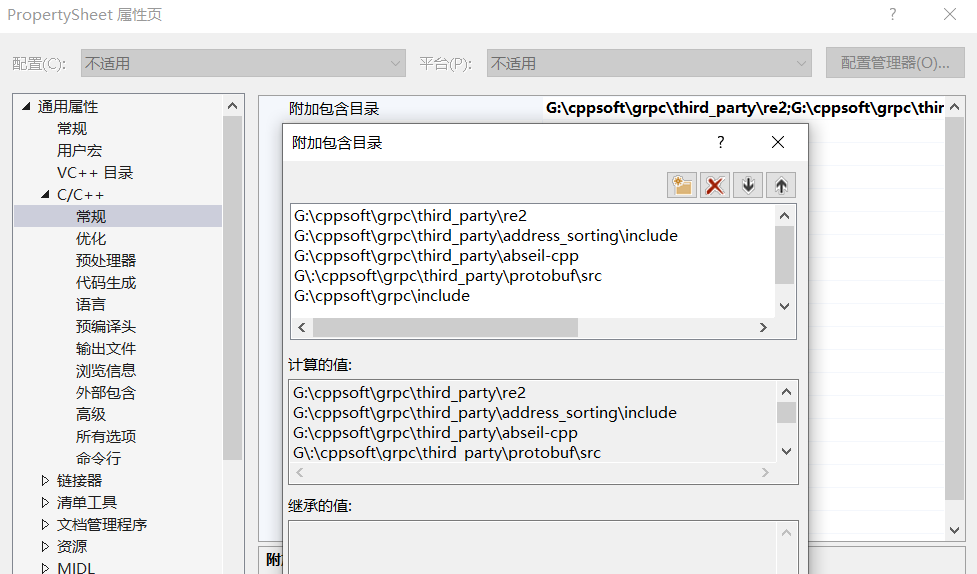 PropertySheet 属性页
配置(C): 不适用 平台(P): 不适用 配置管理器(O)...
通用属性
常规
用户宏
VC++ 目录
C/C++
常规
优化
预处理器
代码生成
语言
预编译头
输出文件
浏览信息
外部包含
高级
所有选项
命令行
链接器
清单工具
文档管理程序
资源
MIDL
附加包含目录 G:\cppsoft\grpc\third_party\re2;G:\cppsoft\grpc\thir
附加包含目录
G:\cppsoft\grpc\third_party\re2
G:\cppsoft\grpc\third_party\address_sorting\include
G:\cppsoft\grpc\third_party\abseil-cpp
G\:cppsoft\grpc\third_party\protobuf\src
G:\cppsoft\grpc\include
计算的值:
G:\cppsoft\grpc\third_party\re2
G:\cppsoft\grpc\third_party\address_sorting\include
G:\cppsoft\grpc\third_party\abseil-cpp
G\:cppsoft\grpc\third_party\protobuf\src
继承的值:
附